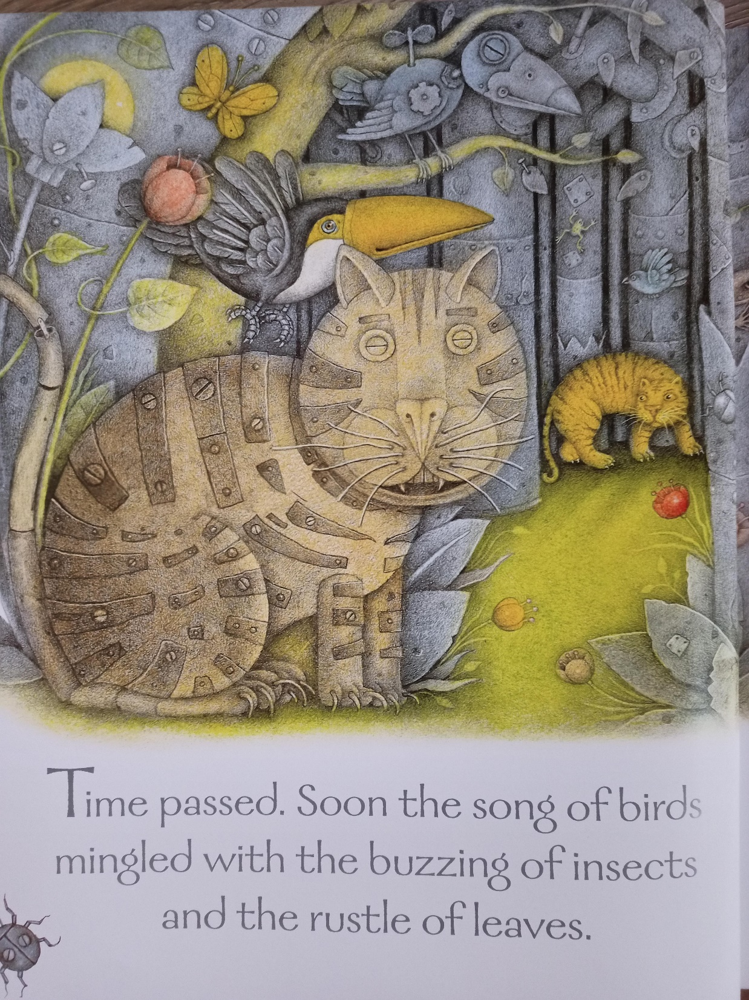 Time passed. Soon the song of birds
mingled with the buzzing of insects
and the rustle of leaves.